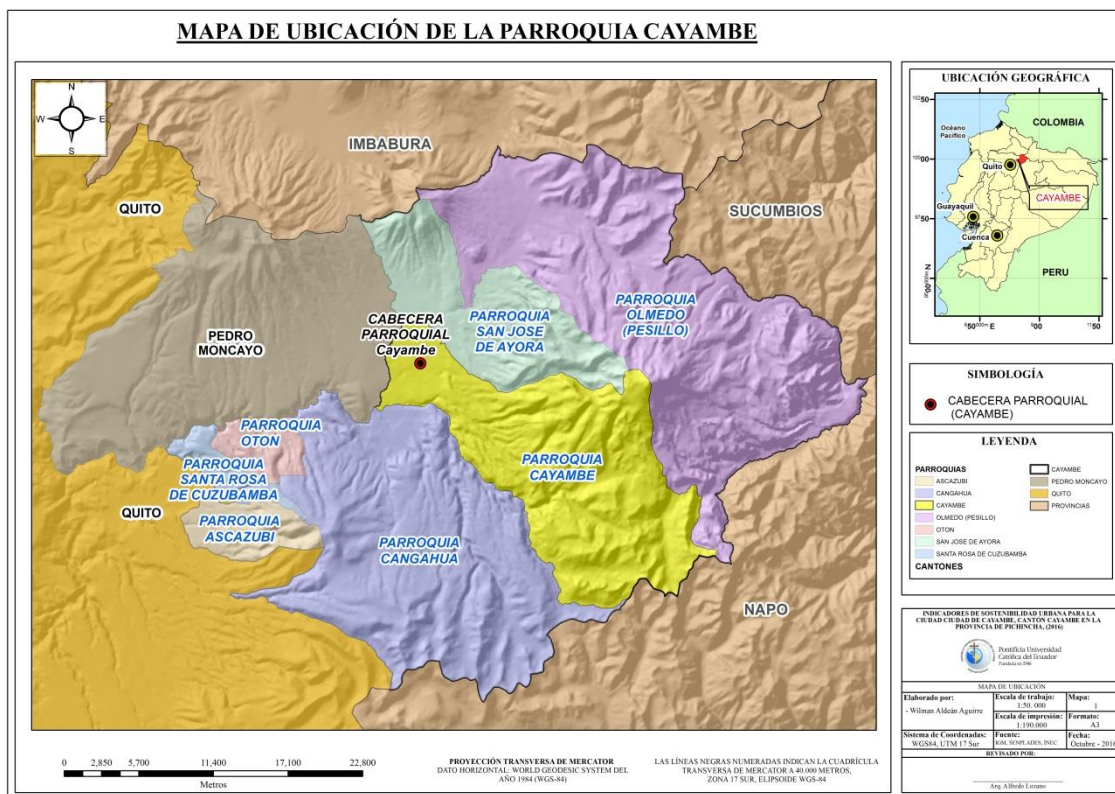 MAPA DE UBICACIÓN DE LA PARROQUIA CAYAMBE
N
W E
S
IMBABURA
SUCUMBIOS
QUITO
PEDRO
MONCAYO
CABECERA
PARROQUIAL
Cayambe
PARROQUIA
SAN JOSE
DE AYORA
PARROQUIA
OLMEDO
(PESILLO)
PARROQUIA
OTON
PARROQUIA
SANTA ROSA
DE CUZUBAMBA
PARROQUIA
CAYAMBE
QUITO
PARROQUIA
ASCAZUBI
PARROQUIA
CANGAHUA
NAPO
0 2,850 5,700 11,400 17,100 22,800
Metros
PROYECCIÓN TRANSVERSA DE MERCATOR
DATO HORIZONTAL: WORLD GEODESIC SYSTEM DEL
AÑO 1984 (WGS-84)
LAS LÍNEAS NEGRAS NUMERADAS INDICAN LA CUADRÍCULA
TRANSVERSA DE MERCATOR A 40.000 METROS,
ZONA 17 SUR, ELIPSOIDE WGS-84
UBICACIÓN GEOGRÁFICA
COLOMBIA
Océano
Pacífico
Quito
CAYAMBE
Guayaquil
Cuenca
PERU
SIMBOLOGÍA
CABECERA PARROQUIAL
(CAYAMBE)
LEYENDA
PARROQUIAS
ASCAZUBI
CANGAHUA
CAYAMBE
OLMEDO (PESILLO)
OTON
SAN JOSE DE AYORA
SANTA ROSA DE CUZUBAMBA
CANTONES
CAYAMBE
PEDRO MONCAYO
QUITO
PROVINCIAS
INDICADORES DE SOSTENIBILIDAD URBANA PARA LA
CIUDAD CIUDAD DE CAYAMBE, CANTÓN CAYAMBE EN LA
PROVINCIA DE PICHINCHA, (2016)
Pontificia Universidad
Católica del Ecuador
Fundada en 1946
MAPA DE UBICACIÓN
Elaborado por:
- Wilman Aldeán Aguirre
Escala de trabajo:
1:50. 000
Mapa:
1
Escala de impresión:
1:190.000
Formato:
A3
Sistema de Coordenadas:
WGS84, UTM 17 Sur
Fuente:
IGM, SENPLADES, INEC
Fecha:
Octubre - 2016
REVISADO POR:
Arq. Alfredo Lozano